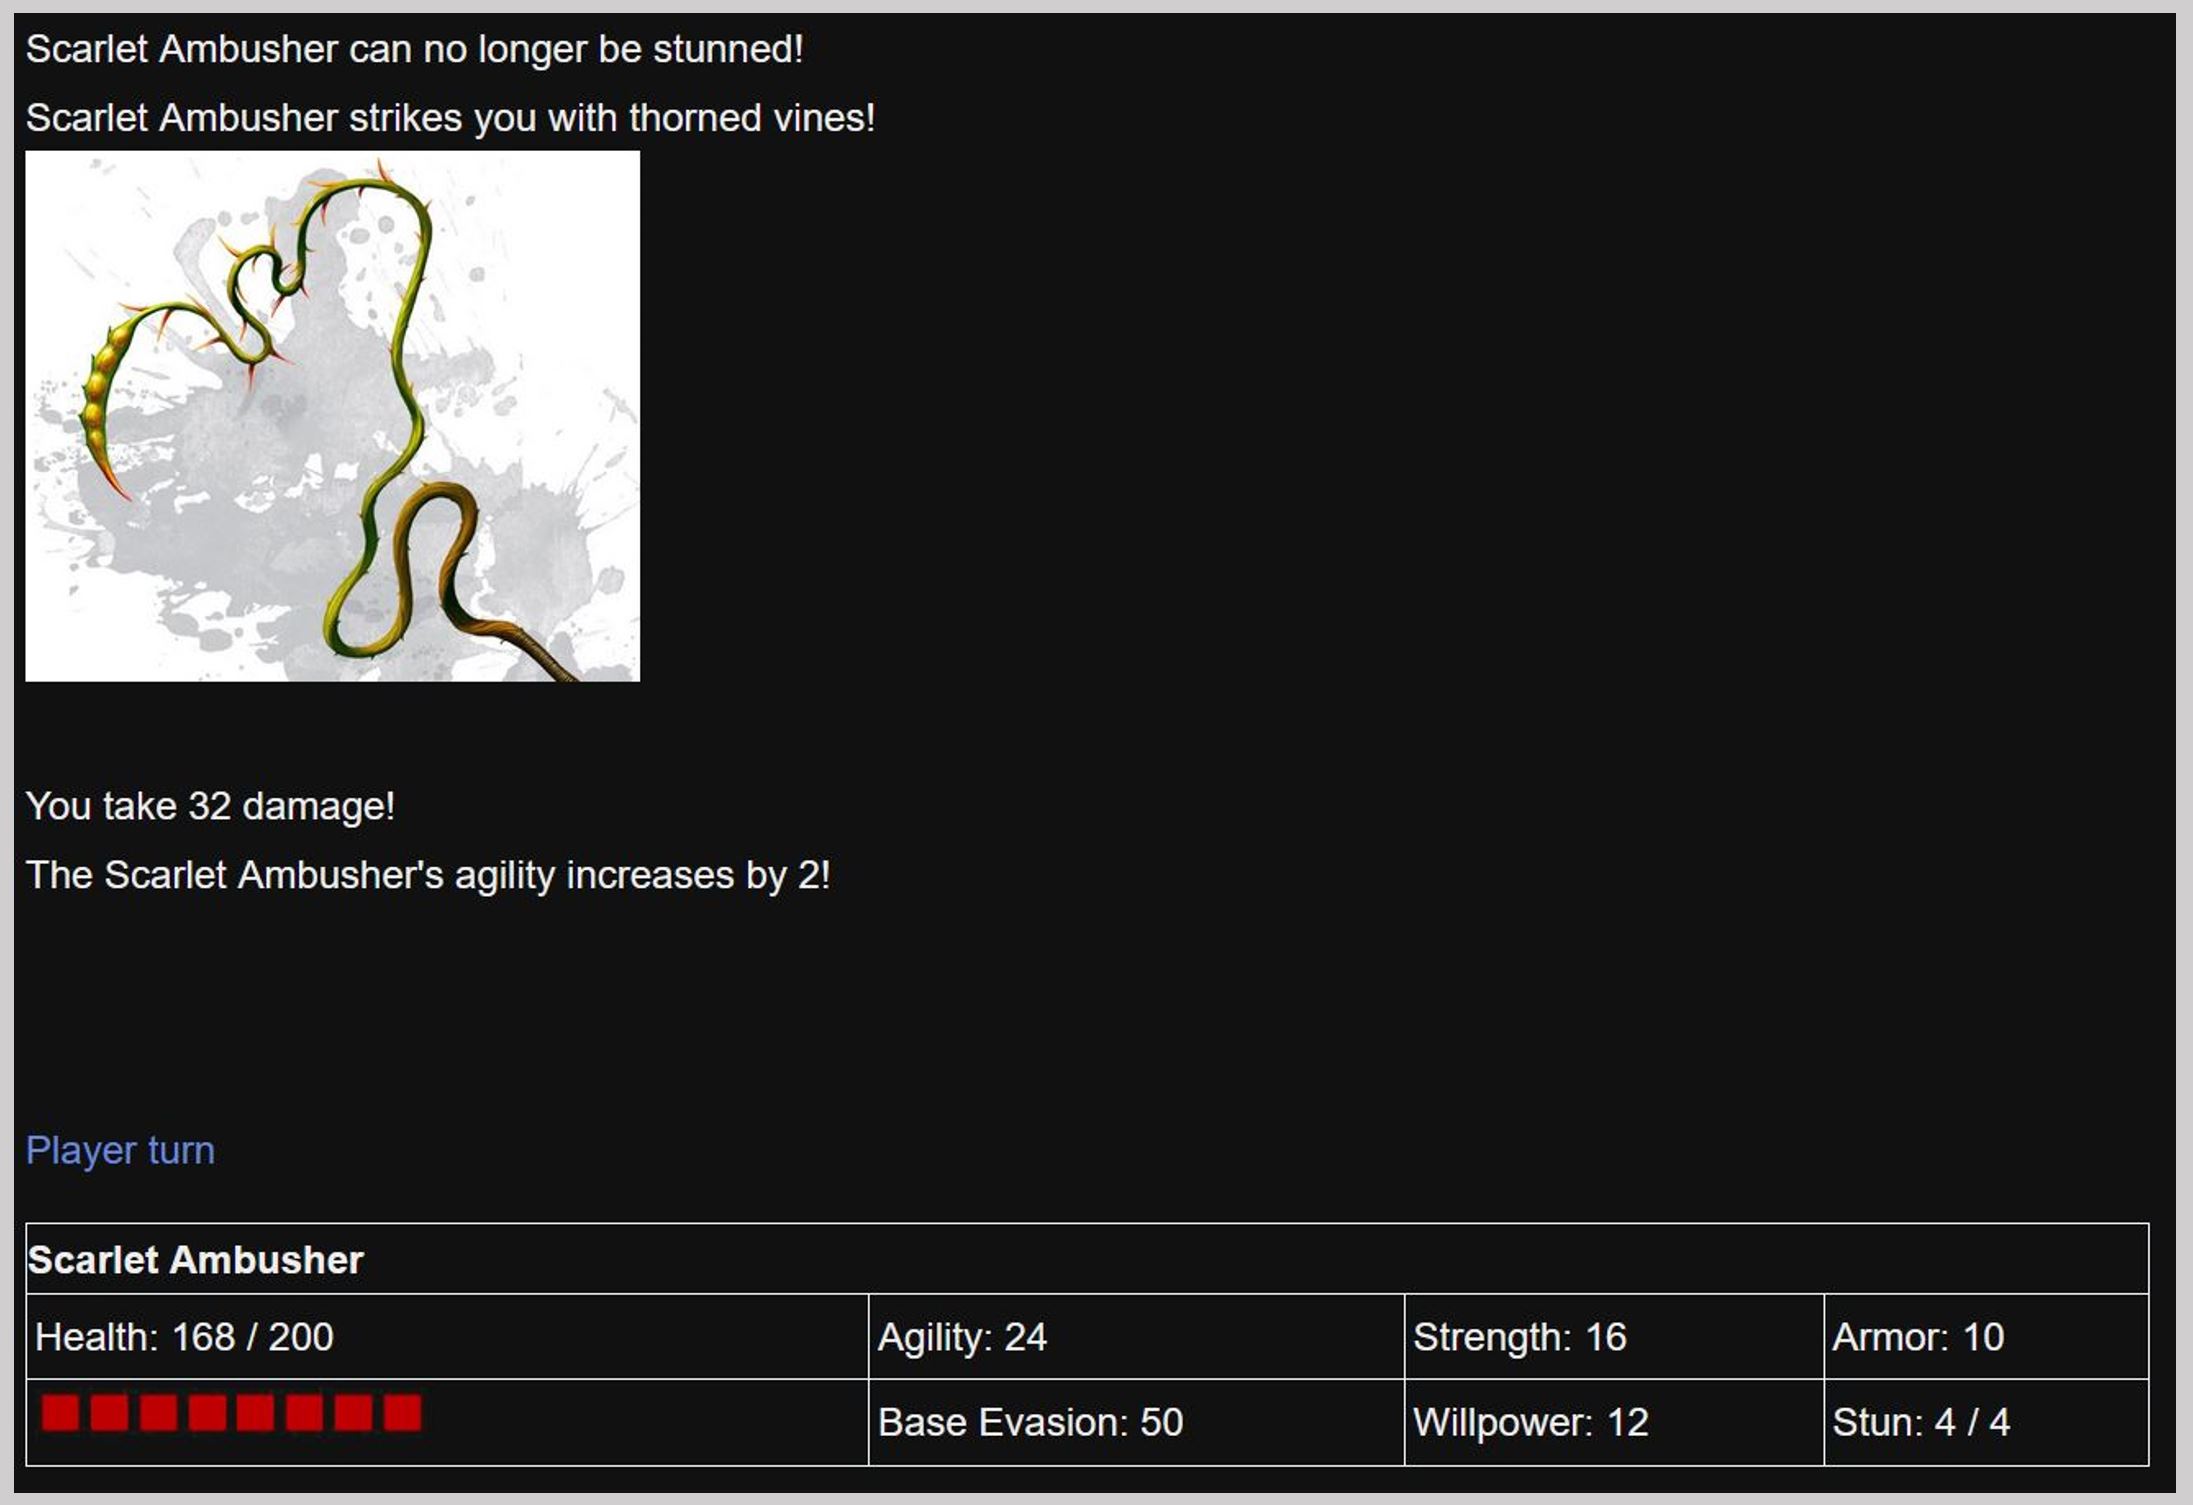 Scarlet Ambusher can no longer be stunned!
Scarlet Ambusher strikes you with thorned vines!
You take 32 damage!
The Scarlet Ambusher's agility increases by 2!
Player turn
Scarlet Ambusher
Health: 168 / 200
Agility: 24
Strength: 16
Armor: 10
Base Evasion: 50
Willpower: 12
Stun: 4 / 4